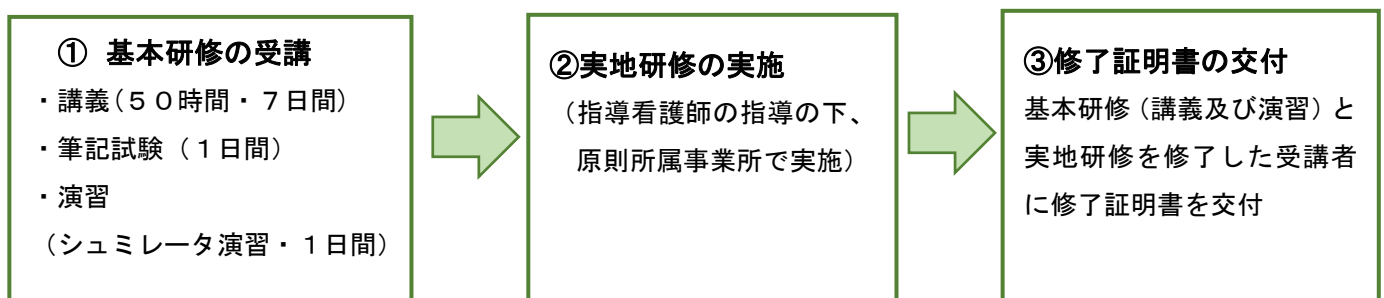 ① 基本研修の受講
・講義(50時間・7日間)
・筆記試験(1日間)
・演習
(シュミレータ演習・1日間)
②実地研修の実施
(指導看護師の指導の下、
原則所属事業所で実施)
③修了証明書の交付
基本研修(講義及び演習)と
実地研修を修了した受講者
に修了証明書を交付